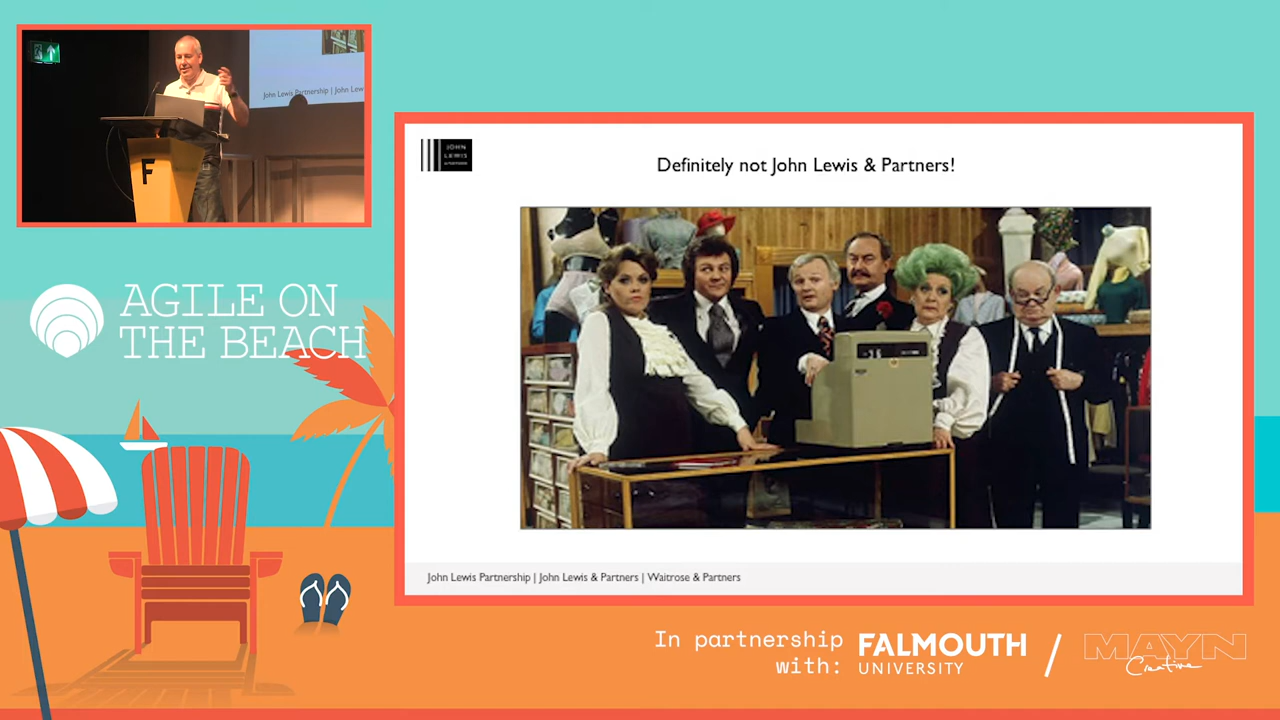 John Lewis Partnership | John Lew
F
AGILE ON
THE BEACH
JOHN
LEWIS
& PARTNERS
Definitely not John Lewis & Partners!
John Lewis Partnership | John Lewis & Partners | Waitrose & Partners
In partnership
with:
FALMOUTH
UNIVERSITY
/
MAYN
Creative